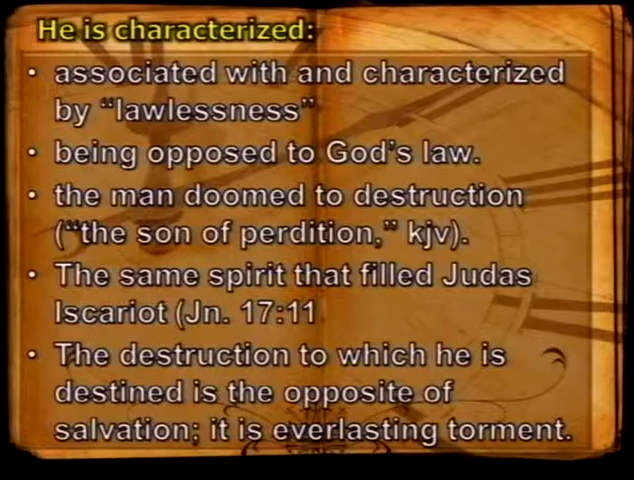 He is characterized:
• associated with and characterized
by “lawlessness”
• being opposed to God’s law.
• the man doomed to destruction
(“the son of perdition,” kjv).
• The same spirit that filled Judas
Iscariot (Jn. 17:11
• The destruction to which he is
destined is the opposite of
salvation; it is everlasting torment.